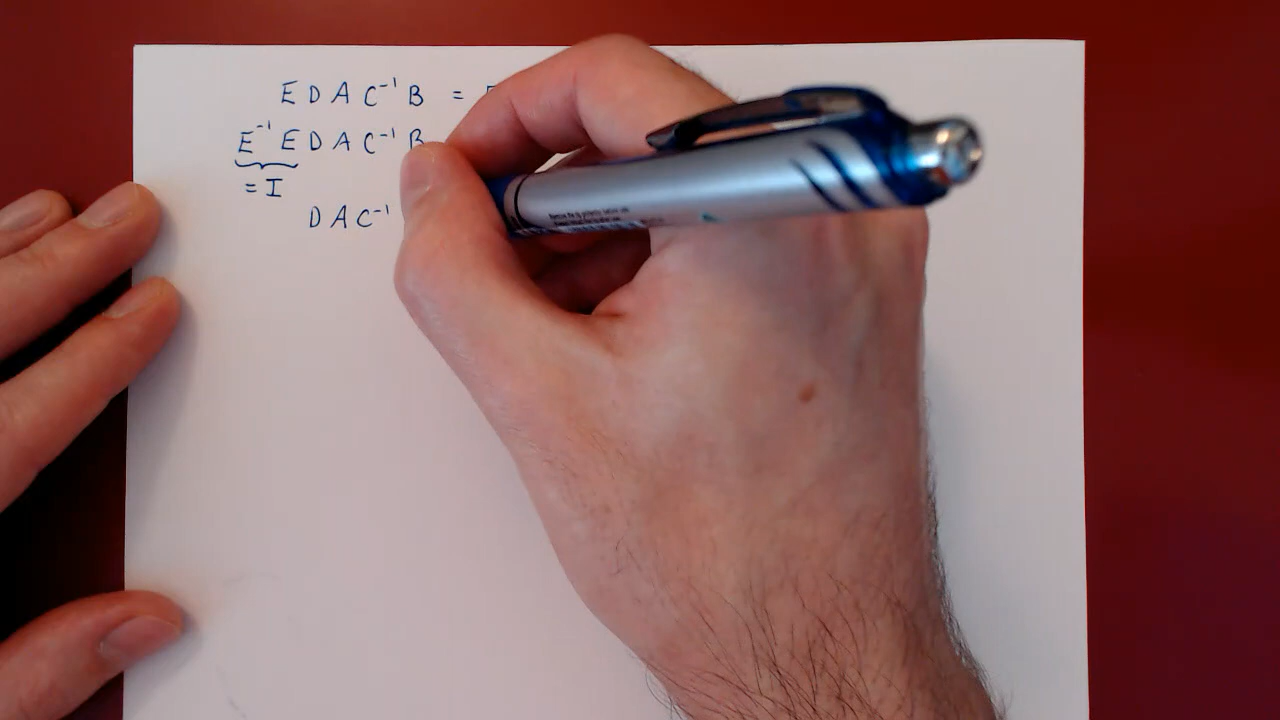 E D A C⁻¹ B =
E⁻¹ E D A C⁻¹ B
= I
D A C⁻¹